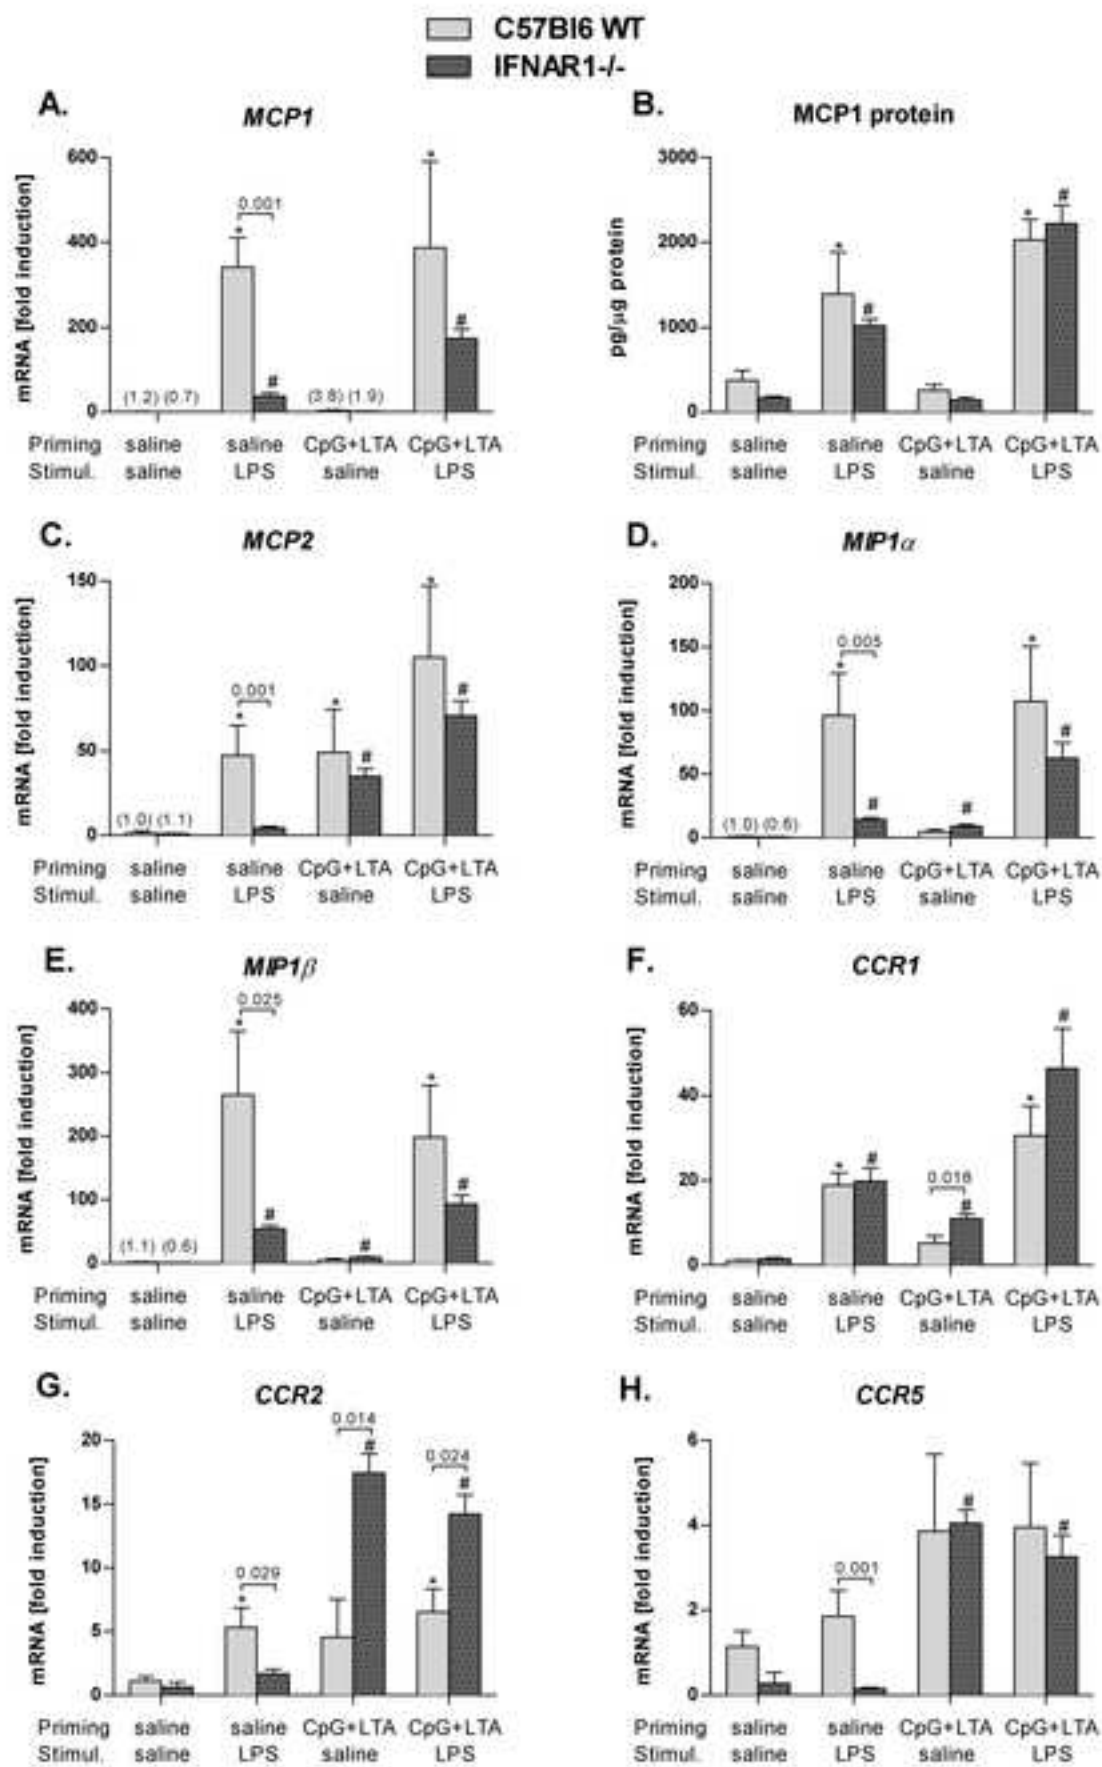 C57Bl6 WT
IFNAR1-/-
A. MCP1
mRNA [fold induction]
600
400
200
0
0.001
* # * #
(1.2) (0.7) (3.8) (1.9)
Priming saline saline CpG+LTA CpG+LTA
Stimul. saline LPS saline LPS
B. MCP1 protein
pg/µg protein
3000
2000
1000
0
* # * #
Priming saline saline CpG+LTA CpG+LTA
Stimul. saline LPS saline LPS
C. MCP2
mRNA [fold induction]
150
100
50
0
0.001
* * # * #
(1.0) (1.1)
Priming saline saline CpG+LTA CpG+LTA
Stimul. saline LPS saline LPS
D. MIP1α
mRNA [fold induction]
200
150
100
50
0
0.005
* # # * #
(1.0) (0.6)
Priming saline saline CpG+LTA CpG+LTA
Stimul. saline LPS saline LPS
E. MIP1β
mRNA [fold induction]
400
300
200
100
0
0.025
* # # * #
(1.1) (0.6)
Priming saline saline CpG+LTA CpG+LTA
Stimul. saline LPS saline LPS
F. CCR1
mRNA [fold induction]
60
40
20
0
0.016
* # # * #
Priming saline saline CpG+LTA CpG+LTA
Stimul. saline LPS saline LPS
G. CCR2
mRNA [fold induction]
20
15
10
5
0
0.029 0.014 0.024
* # * #
Priming saline saline CpG+LTA CpG+LTA
Stimul. saline LPS saline LPS
H. CCR5
mRNA [fold induction]
6
4
2
0
0.001
# #
Priming saline saline CpG+LTA CpG+LTA
Stimul. saline LPS saline LPS